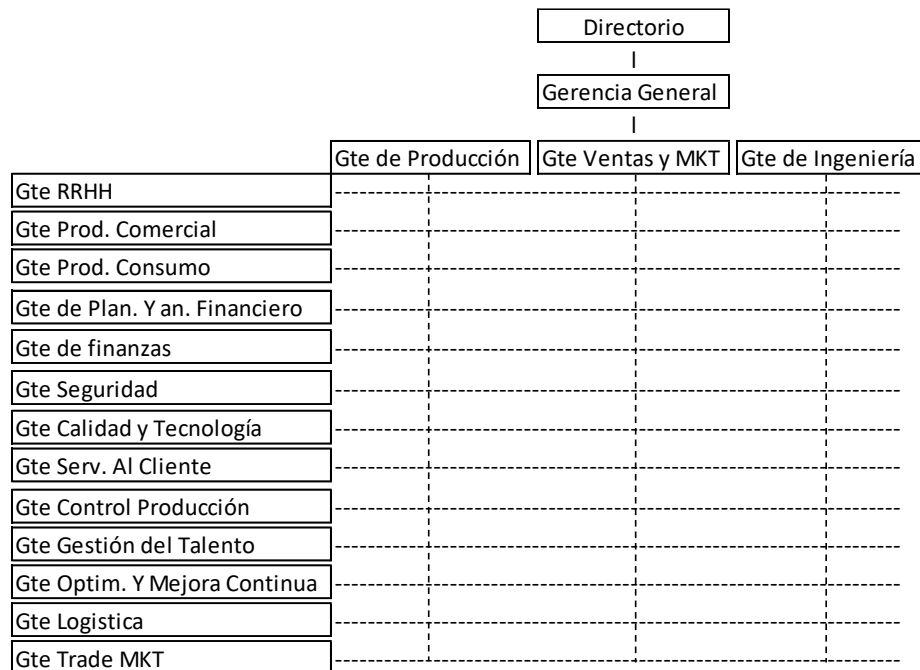 Directorio
Gerencia General
Gte de Producción
Gte Ventas y MKT
Gte de Ingeniería
Gte RRHH
Gte Prod. Comercial
Gte Prod. Consumo
Gte de Plan. Y an. Financiero
Gte de finanzas
Gte Seguridad
Gte Calidad y Tecnología
Gte Serv. Al Cliente
Gte Control Producción
Gte Gestión del Talento
Gte Optim. Y Mejora Continua
Gte Logistica
Gte Trade MKT